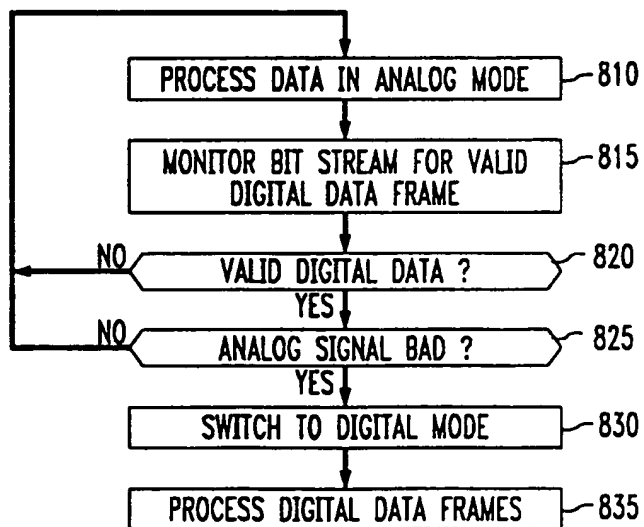 PROCESS DATA IN ANALOG MODE 810
MONITOR BIT STREAM FOR VALID 815
DIGITAL DATA FRAME
NO VALID DIGITAL DATA ? 820
YES
NO ANALOG SIGNAL BAD ? 825
YES
SWITCH TO DIGITAL MODE 830
PROCESS DIGITAL DATA FRAMES 835